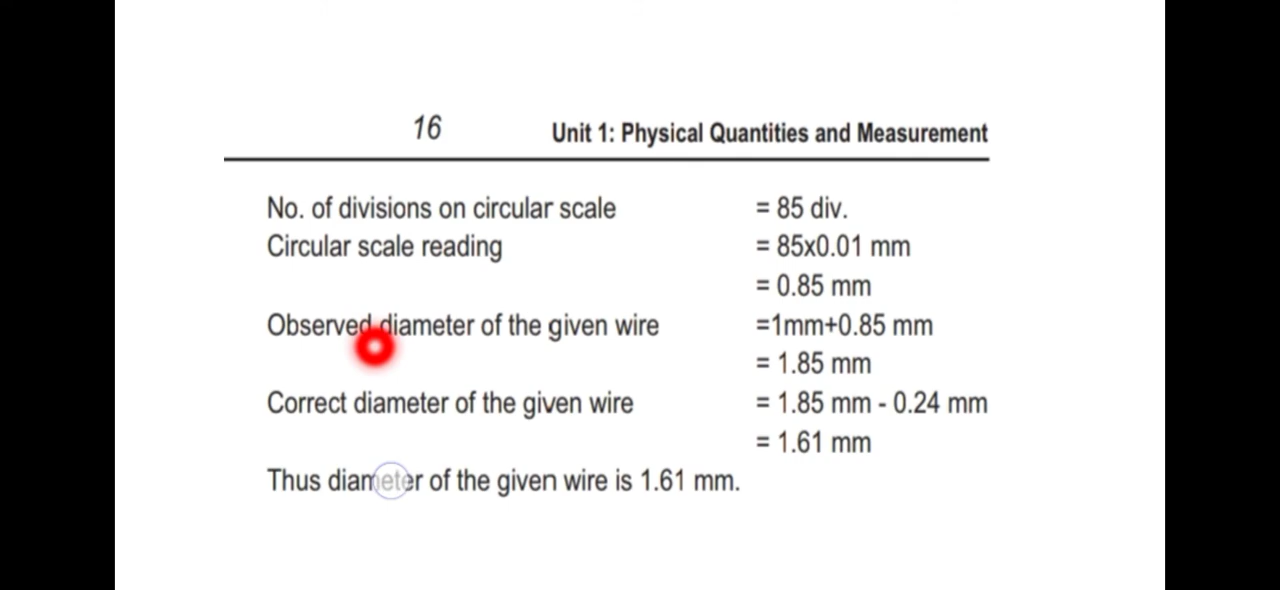 16 Unit 1: Physical Quantities and Measurement
No. of divisions on circular scale = 85 div.
Circular scale reading = 85x0.01 mm
= 0.85 mm
Observed diameter of the given wire =1mm+0.85 mm
= 1.85 mm
Correct diameter of the given wire = 1.85 mm - 0.24 mm
= 1.61 mm
Thus diameter of the given wire is 1.61 mm.